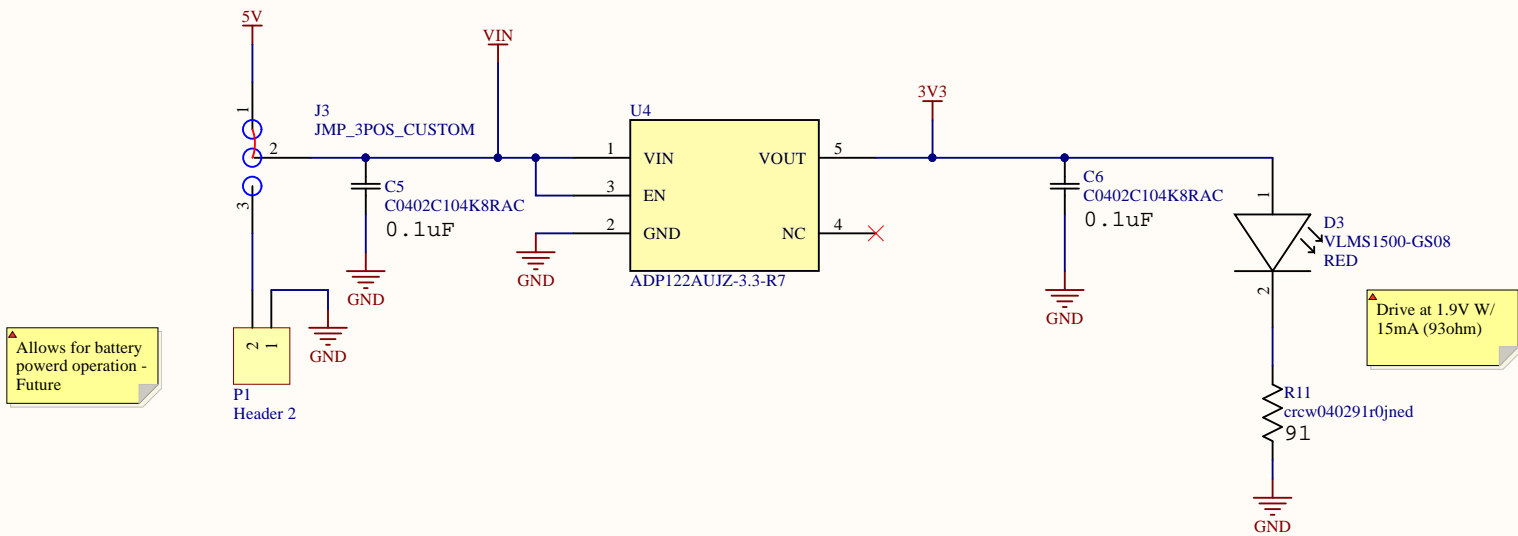 5V
VIN
1
J3
JMP_3POS_CUSTOM
2
3
C5
C0402C104K8RAC
0.1uF
GND
U4
1
VIN
VOUT
5
3
EN
2
GND
NC
4
GND
ADP122AUJZ-3.3-R7
3V3
C6
C0402C104K8RAC
0.1uF
GND
1
D3
VLMS1500-GS08
RED
2
Drive at 1.9V W/
15mA (93ohm)
R11
crcw040291r0jned
91
GND
Allows for battery
powerd operation -
Future
2
1
GND
P1
Header 2